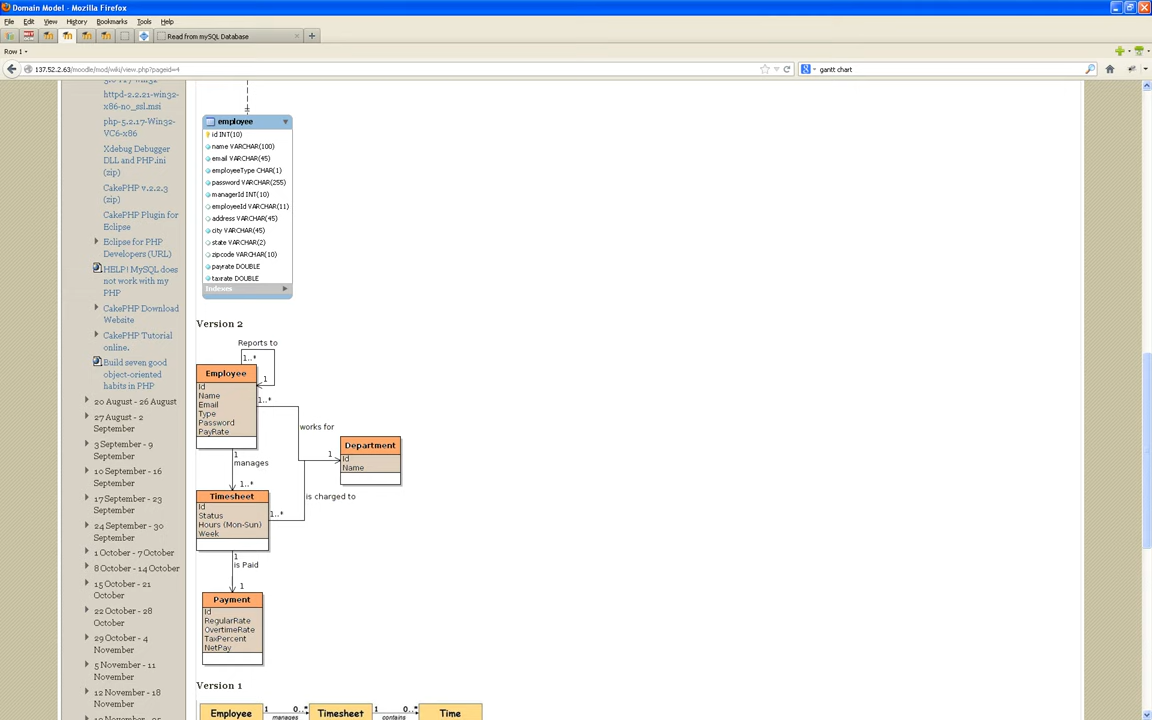 Domain Model - Mozilla Firefox
File Edit View History Bookmarks Tools Help
Read from mySQL Database
Row 1
137.52.2.63/moodle/mod/wiki/view.php?pageid=4
gantt chart
httpd-2.2.21-win32-
x86-no_ssl.msi
php-5.2.17-Win32-
VC6-x86
Xdebug Debugger
DLL and PHP.ini
(zip)
CakePHP v.2.2.3
(zip)
CakePHP Plugin for
Eclipse
Eclipse for PHP
Developers (URL)
HELP! MySQL does
not work with my
PHP
CakePHP Download
Website
CakePHP Tutorial
online.
Build seven good
object-oriented
habits in PHP
20 August - 26 August
27 August - 2
September
3 September - 9
September
10 September - 16
September
17 September - 23
September
24 September - 30
September
1 October - 7 October
8 October - 14 October
15 October - 21
October
22 October - 28
October
29 October - 4
November
5 November - 11
November
12 November - 18
November
employee
id INT(10)
name VARCHAR(100)
email VARCHAR(45)
employeeType CHAR(1)
password VARCHAR(255)
managerId INT(10)
employeeId VARCHAR(11)
address VARCHAR(45)
city VARCHAR(45)
state VARCHAR(2)
zipcode VARCHAR(10)
payrate DOUBLE
taxrate DOUBLE
Indexes
Version 2
Reports to
1..*
1
Employee
Id
Name
Email
Type
Password
PayRate
1..*
works for
1
Department
Id
Name
1
manages
1..*
is charged to
Timesheet
Id
Status
Hours (Mon-Sun)
Week
1..*
1
is Paid
1
Payment
Id
RegularRate
OvertimeRate
TaxPercent
NetPay
Version 1
Employee 1 0..* Timesheet 1 0..* Time
manages contains